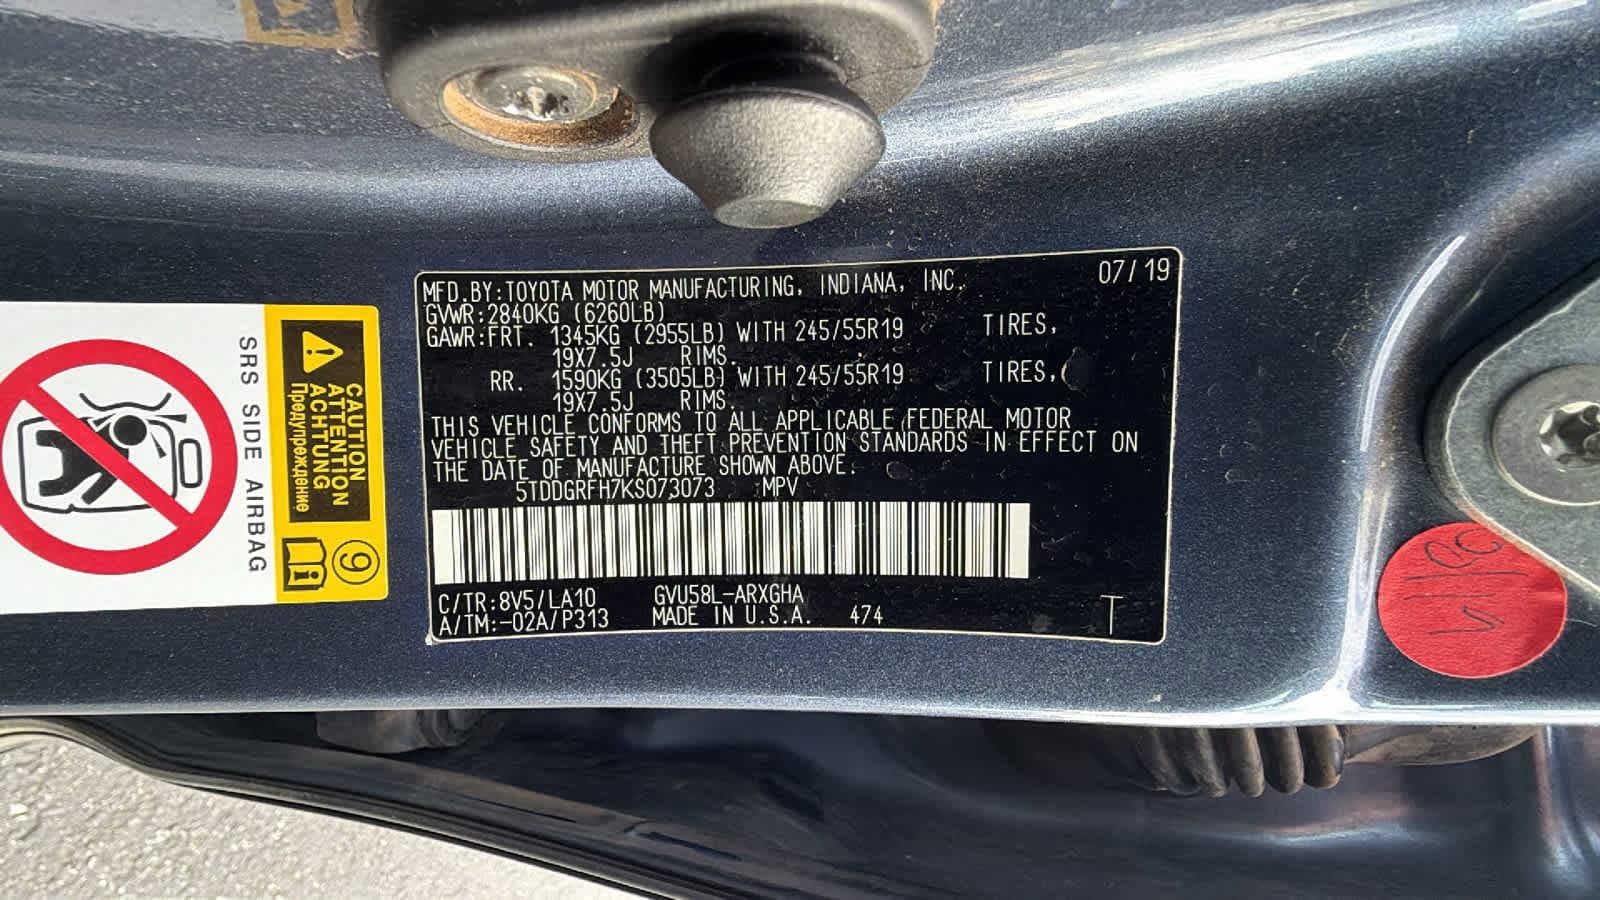 MFD.BY:TOYOTA MOTOR MANUFACTURING, INDIANA, INC. 07/19
GVWR:2840KG (6260LB)
GAWR:FRT. 1345KG (2955LB) WITH 245/55R19 TIRES,
19X7.5J RIMS.
RR. 1590KG (3505LB) WITH 245/55R19 TIRES,
19X7.5J RIMS.
THIS VEHICLE CONFORMS TO ALL APPLICABLE FEDERAL MOTOR
VEHICLE SAFETY AND THEFT PREVENTION STANDARDS IN EFFECT ON
THE DATE OF MANUFACTURE SHOWN ABOVE.
5TDDGRFH7KS073073 MPV
C/TR:8V5/LA10 GVU58L-ARXGHA
A/TM:-02A/P313 MADE IN U.S.A. 474 T
CAUTION
ATTENTION
ACHTUNG
Предупреждение
SRS SIDE AIRBAG